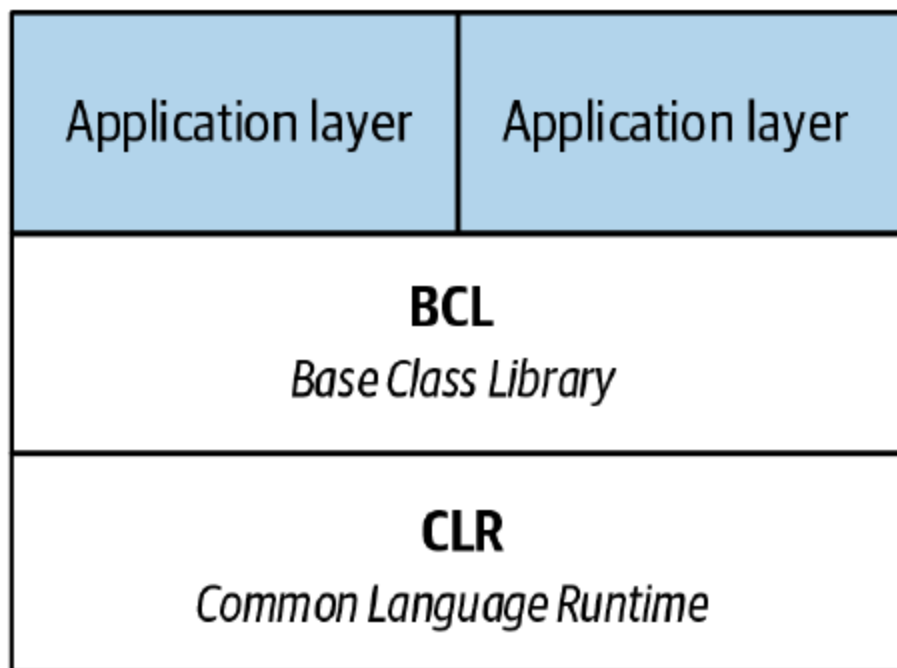 Application layer Application layer
BCL
Base Class Library
CLR
Common Language Runtime